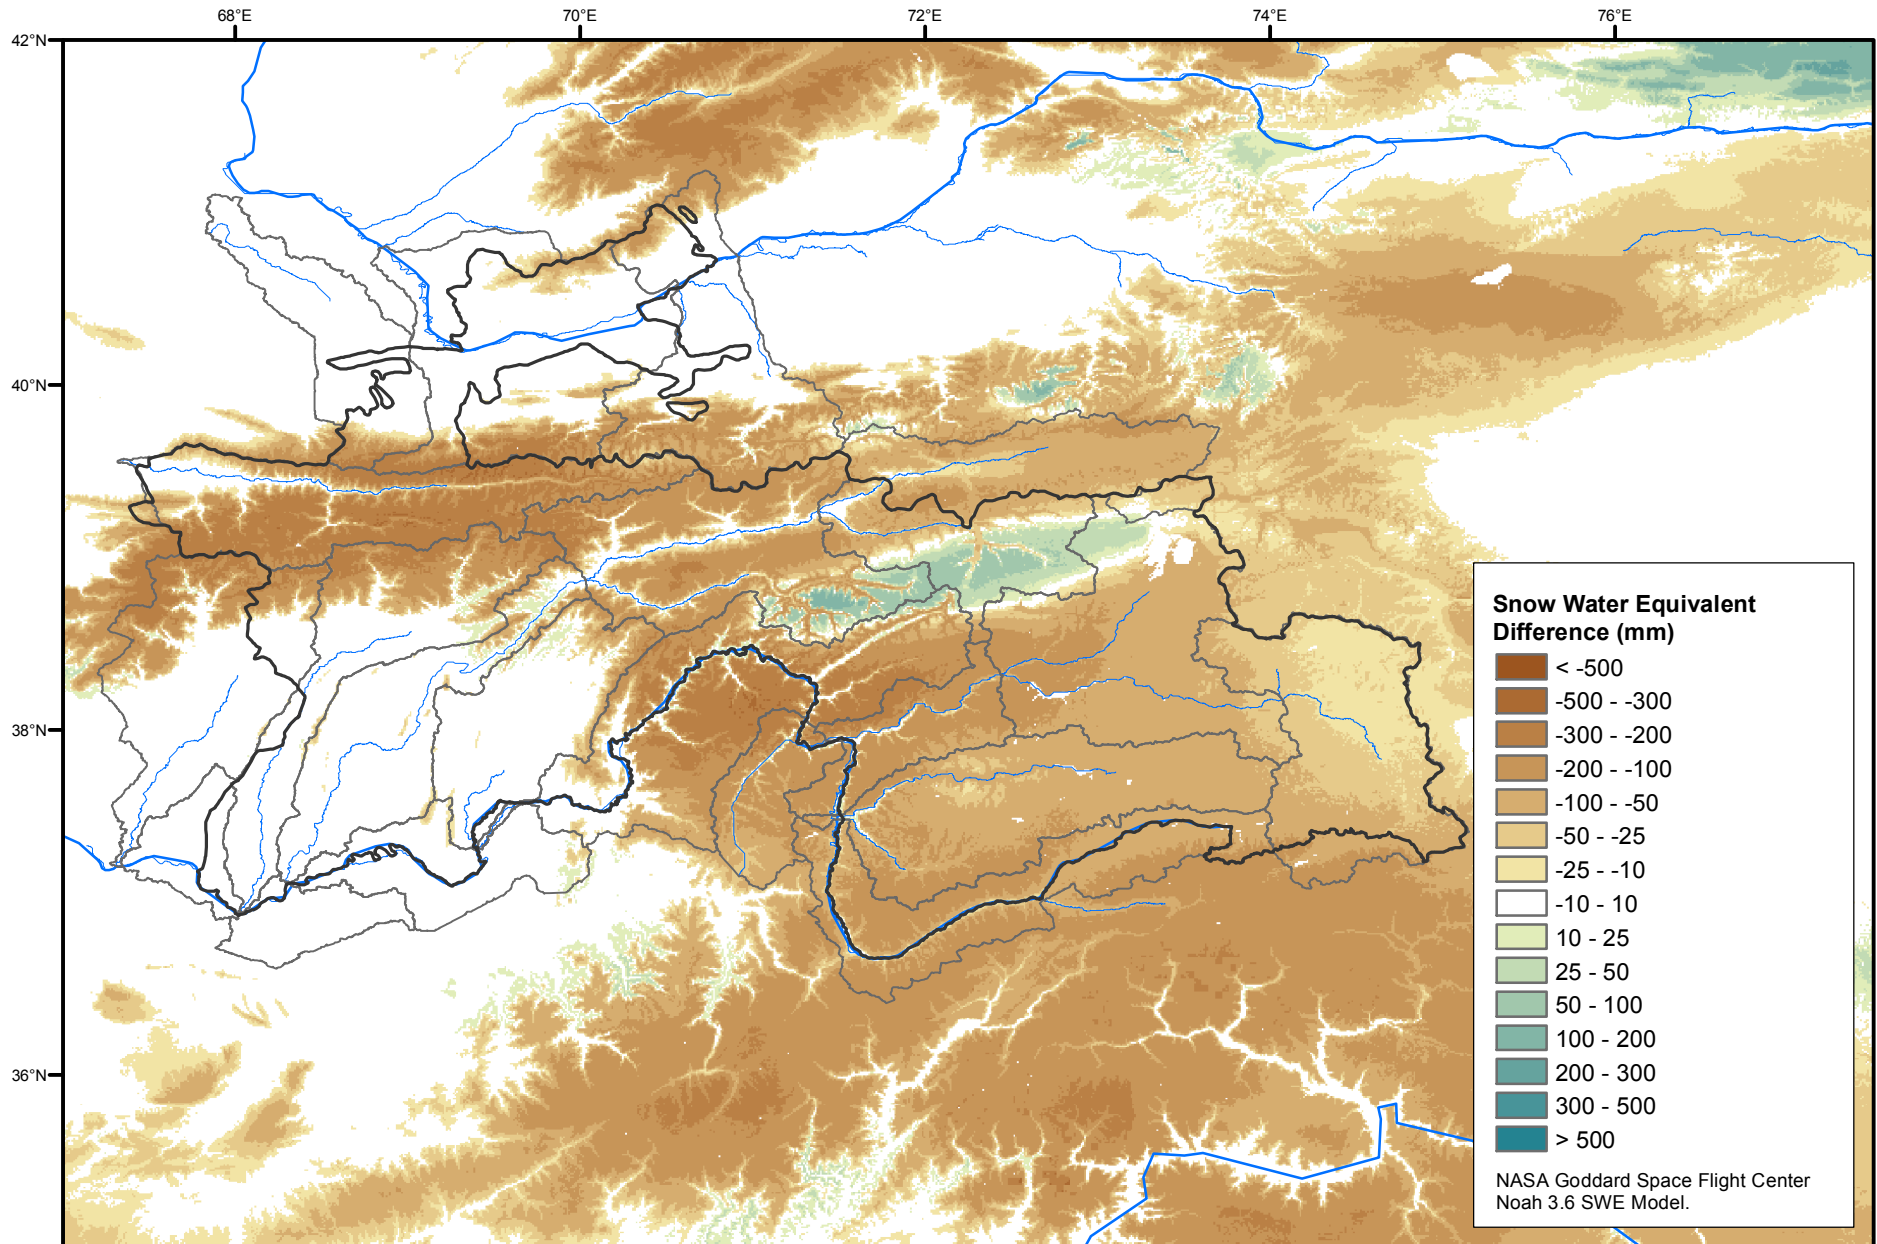 68°E 70°E 72°E 74°E 76°E
42°N
40°N
38°N
36°N
Snow Water Equivalent
Difference (mm)
< -500
-500 - -300
-300 - -200
-200 - -100
-100 - -50
-50 - -25
-25 - -10
-10 - 10
10 - 25
25 - 50
50 - 100
100 - 200
200 - 300
300 - 500
> 500
NASA Goddard Space Flight Center
Noah 3.6 SWE Model.